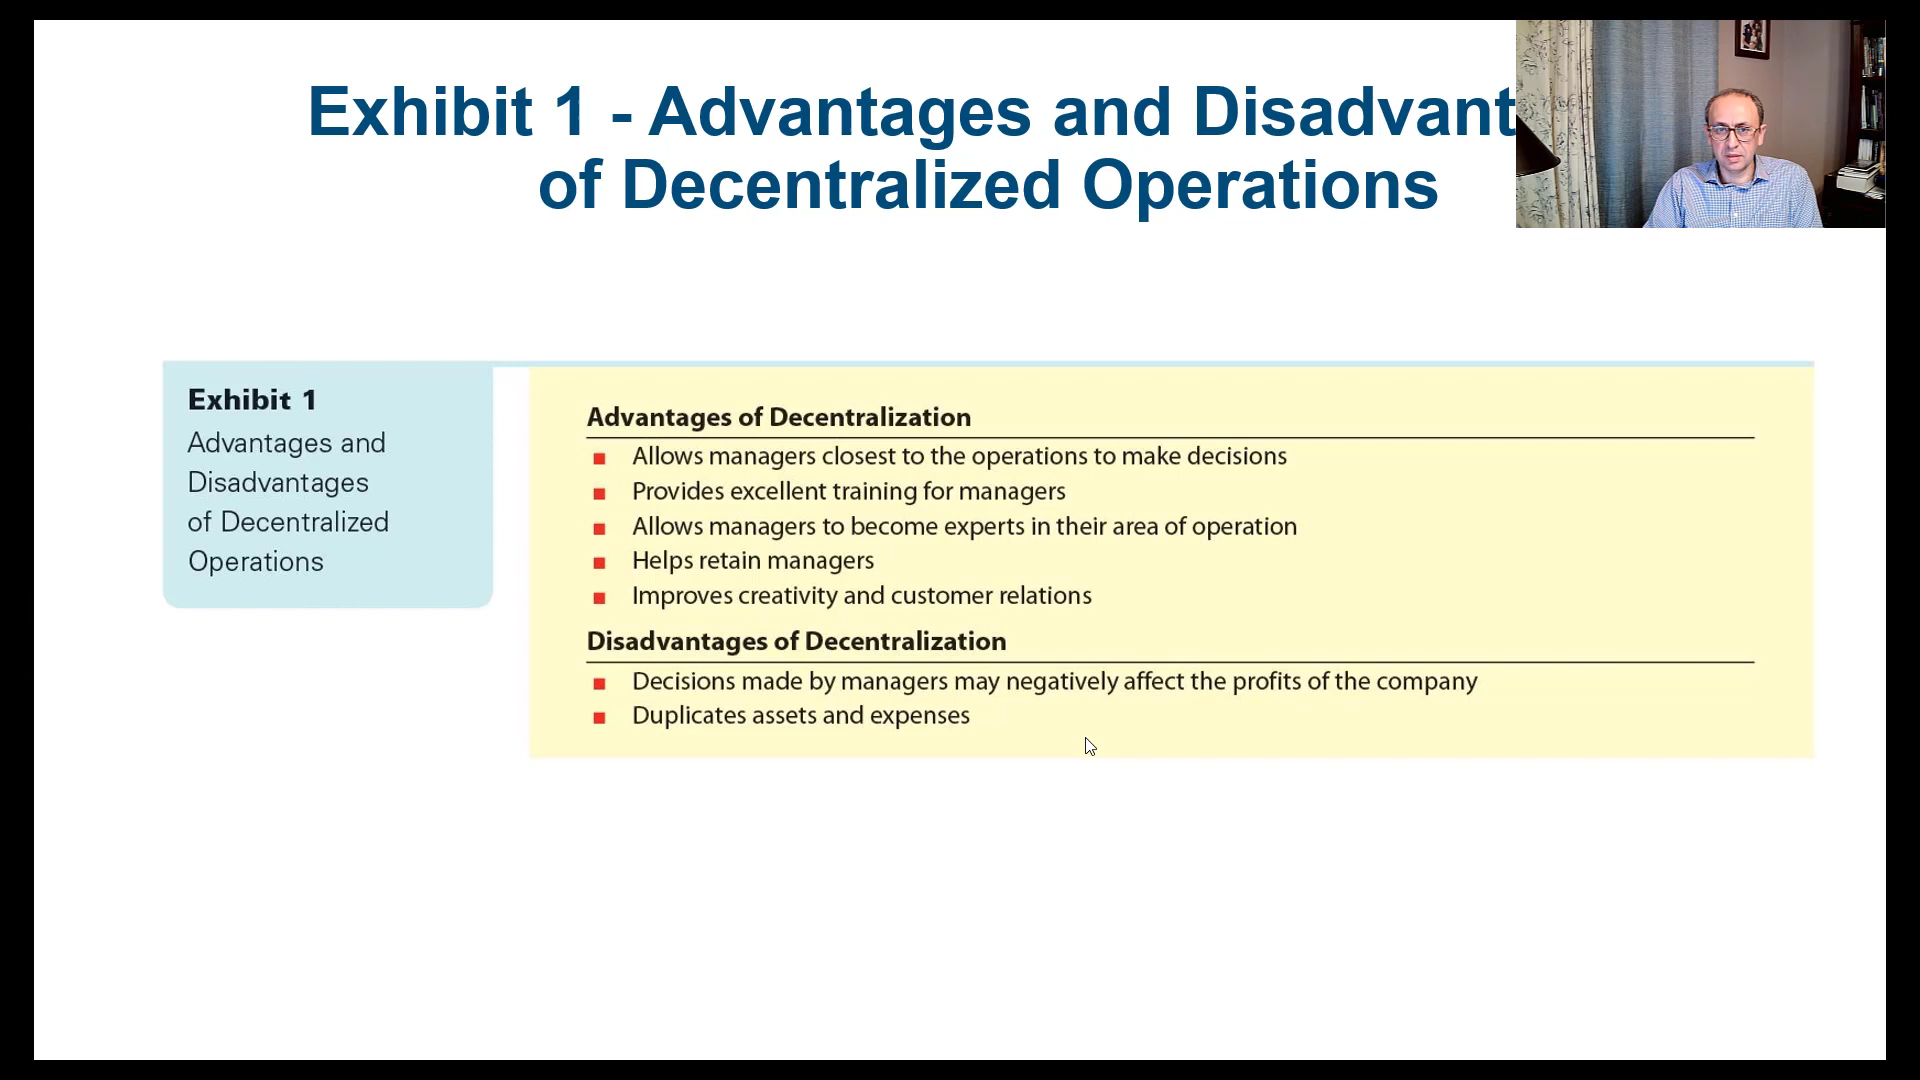 Exhibit 1 - Advantages and Disadvant
of Decentralized Operations
Exhibit 1
Advantages and
Disadvantages
of Decentralized
Operations
Advantages of Decentralization
Allows managers closest to the operations to make decisions
Provides excellent training for managers
Allows managers to become experts in their area of operation
Helps retain managers
Improves creativity and customer relations
Disadvantages of Decentralization
Decisions made by managers may negatively affect the profits of the company
Duplicates assets and expenses